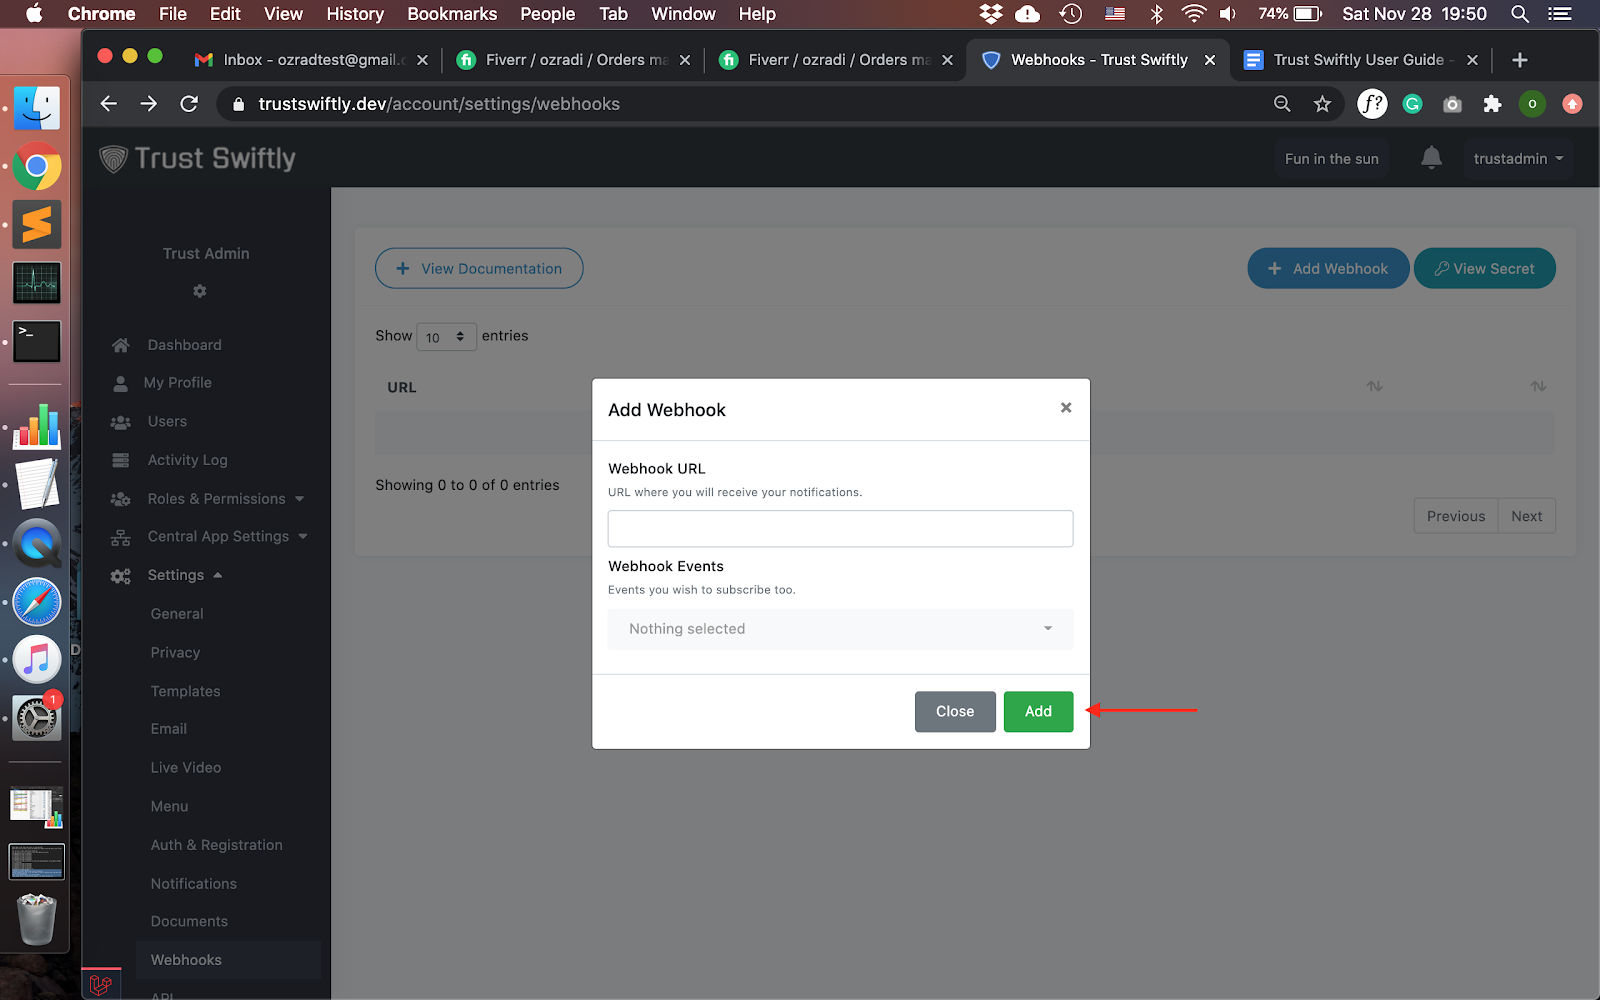 Chrome File Edit View History Bookmarks People Tab Window Help 74% Sat Nov 28 19:50
Inbox - ozradtest@gmail.c Fiverr / ozradi / Orders ma Fiverr / ozradi / Orders ma Webhooks - Trust Swiftly Trust Swiftly User Guide -
trustswiftly.dev/account/settings/webhooks f? O
Trust Swiftly Fun in the sun trustadmin
Trust Admin
Dashboard
My Profile
Users
Activity Log
Roles & Permissions
Central App Settings
Settings
General
Privacy
Templates
Email
Live Video
Menu
Auth & Registration
Notifications
Documents
Webhooks
API
View Documentation Add Webhook View Secret
Show 10 entries
URL
Showing 0 to 0 of 0 entries
Previous Next
Add Webhook ×
Webhook URL
URL where you will receive your notifications.
Webhook Events
Events you wish to subscribe too.
Nothing selected
Close Add
>_
1
D